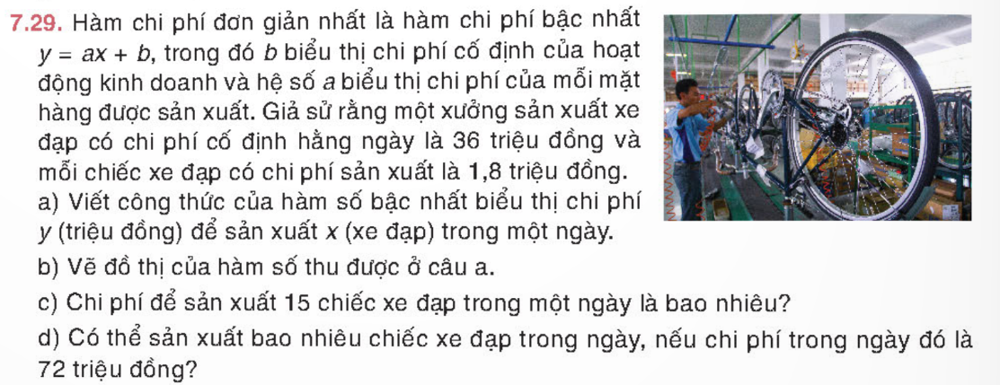 7.29. Hàm chi phí đơn giản nhất là hàm chi phí bậc nhất
y = ax + b, trong đó b biểu thị chi phí cố định của hoạt
động kinh doanh và hệ số a biểu thị chi phí của mỗi mặt
hàng được sản xuất. Giả sử rằng một xưởng sản xuất xe
đạp có chi phí cố định hằng ngày là 36 triệu đồng và
mỗi chiếc xe đạp có chi phí sản xuất là 1,8 triệu đồng.
a) Viết công thức của hàm số bậc nhất biểu thị chi phí
y (triệu đồng) để sản xuất x (xe đạp) trong một ngày.
b) Vẽ đồ thị của hàm số thu được ở câu a.
c) Chi phí để sản xuất 15 chiếc xe đạp trong một ngày là bao nhiêu?
d) Có thể sản xuất bao nhiêu chiếc xe đạp trong ngày, nếu chi phí trong ngày đó là
72 triệu đồng?